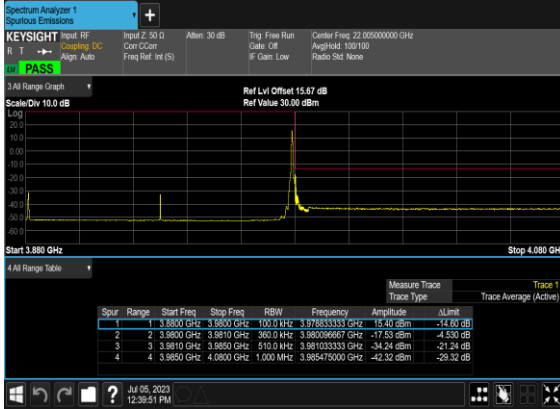 Spectrum Analyzer 1
Spurious Emissions
+
KEYSIGHT Input: RF Input Z: 50 Ω Atten: 30 dB Trig: Free Run Center Freq: 22.005000000 GHz
R T Coupling: DC Corr CCorr Gate: Off Avg|Hold: 100/100
Align: Auto Freq Ref: Int (S) IF Gain: Low Radio Std: None
PASS
3 All Range Graph
Ref Lvl Offset 15.67 dB
Scale/Div 10.0 dB Ref Value 30.00 dBm
Log
20.0
10.0
0.00
-10.0
-20.0
-30.0
-40.0
-50.0
-60.0
Start 3.880 GHz Stop 4.080 GH
4 All Range Table
Measure Trace Trace 1
Trace Type Trace Average (Active)
Spur Range Start Freq Stop Freq RBW Frequency Amplitude ΔLimit
1 1 3.8800 GHz 3.9800 GHz 100.0 kHz 3.978833333 GHz 15.40 dBm -14.60 dB
2 2 3.9800 GHz 3.9810 GHz 360.0 kHz 3.980096667 GHz -17.53 dBm -4.530 dB
3 3 3.9810 GHz 3.9850 GHz 510.0 kHz 3.981033333 GHz -34.24 dBm -21.24 dB
4 4 3.9850 GHz 4.0800 GHz 1.000 MHz 3.985475000 GHz -42.32 dBm -29.32 dB
? Jul 05, 2023
12:39:51 PM